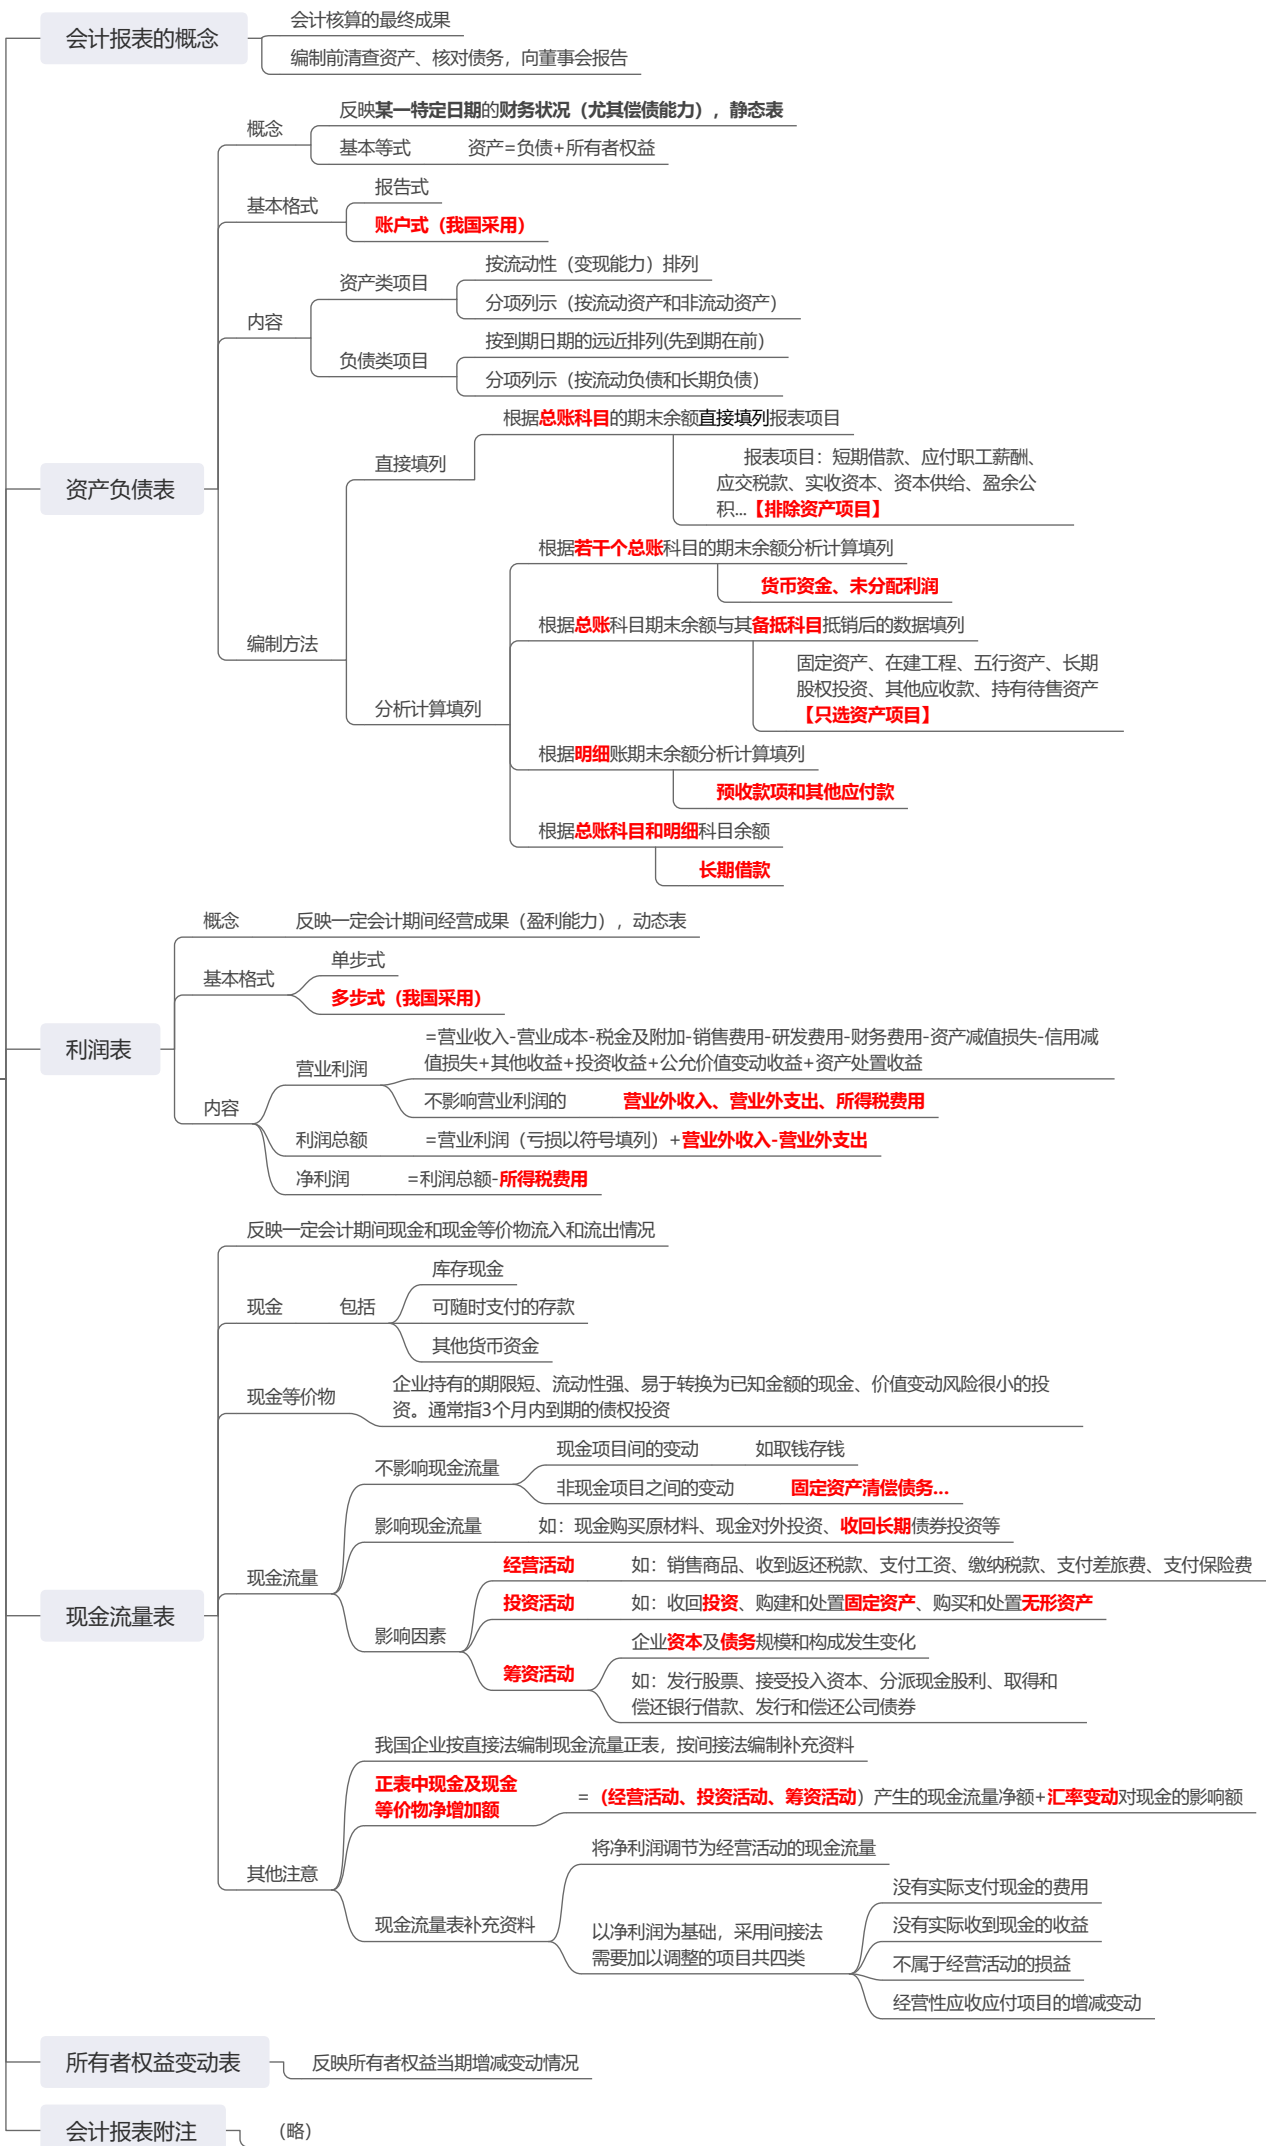 会计报表的概念
会计核算的最终成果
编制前清查资产、核对债务，向董事会报告
资产负债表
概念
反映某一特定日期的财务状况（尤其偿债能力），静态表
基本等式
资产=负债+所有者权益
基本格式
报告式
账户式（我国采用）
内容
资产类项目
按流动性（变现能力）排列
分项列示（按流动资产和非流动资产）
负债类项目
按到期日期的远近排列(先到期在前）
分项列示（按流动负债和长期负债）
编制方法
直接填列
根据总账科目的期末余额直接填列报表项目
报表项目：短期借款、应付职工薪酬、
应交税款、实收资本、资本供给、盈余公
积...【排除资产项目】
分析计算填列
根据若干个总账科目的期末余额分析计算填列
货币资金、未分配利润
根据总账科目期末余额与其备抵科目抵销后的数据填列
固定资产、在建工程、五行资产、长期
股权投资、其他应收款、持有待售资产
【只选资产项目】
根据明细账期末余额分析计算填列
预收款项和其他应付款
根据总账科目和明细科目余额
长期借款
利润表
概念
反映一定会计期间经营成果（盈利能力），动态表
基本格式
单步式
多步式（我国采用）
内容
营业利润
=营业收入-营业成本-税金及附加-销售费用-研发费用-财务费用-资产减值损失-信用减
值损失+其他收益+投资收益+公允价值变动收益+资产处置收益
不影响营业利润的
营业外收入、营业外支出、所得税费用
利润总额
=营业利润（亏损以符号填列）+营业外收入-营业外支出
净利润
=利润总额-所得税费用
现金流量表
反映一定会计期间现金和现金等价物流入和流出情况
现金
包括
库存现金
可随时支付的存款
其他货币资金
现金等价物
企业持有的期限短、流动性强、易于转换为已知金额的现金、价值变动风险很小的投
资。通常指3个月内到期的债权投资
现金流量
不影响现金流量
现金项目间的变动
如取钱存钱
非现金项目之间的变动
固定资产清偿债务...
影响现金流量
如：现金购买原材料、现金对外投资、收回长期债券投资等
影响因素
经营活动
如：销售商品、收到返还税款、支付工资、缴纳税款、支付差旅费、支付保险费
投资活动
如：收回投资、购建和处置固定资产、购买和处置无形资产
筹资活动
企业资本及债务规模和构成发生变化
如：发行股票、接受投入资本、分派现金股利、取得和
偿还银行借款、发行和偿还公司债券
其他注意
我国企业按直接法编制现金流量正表，按间接法编制补充资料
正表中现金及现金
等价物净增加额
=（经营活动、投资活动、筹资活动）产生的现金流量净额+汇率变动对现金的影响额
现金流量表补充资料
将净利润调节为经营活动的现金流量
以净利润为基础，采用间接法
需要加以调整的项目共四类
没有实际支付现金的费用
没有实际收到现金的收益
不属于经营活动的损益
经营性应收应付项目的增减变动
所有者权益变动表
反映所有者权益当期增减变动情况
会计报表附注
（略）